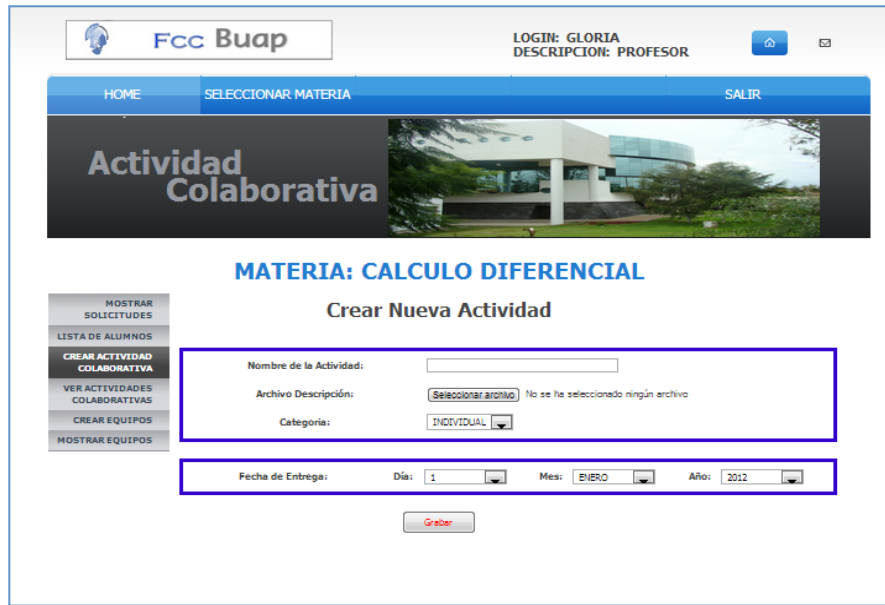 Fcc Buap
LOGIN: GLORIA
DESCRIPCION: PROFESOR
HOME SELECCIONAR MATERIA SALIR
Actividad
Colaborativa
MATERIA: CALCULO DIFERENCIAL
Crear Nueva Actividad
MOSTRAR
SOLICITUDES
LISTA DE ALUMNOS
CREAR ACTIVIDAD
COLABORATIVA
VER ACTIVIDADES
COLABORATIVAS
CREAR EQUIPOS
MOSTRAR EQUIPOS
Nombre de la Actividad:
Archivo Descripción: Seleccionar archivo No se ha seleccionado ningún archivo
Categoria: INDIVIDUAL
Fecha de Entrega: Día: 1 Mes: ENERO Año: 2012
Grabar